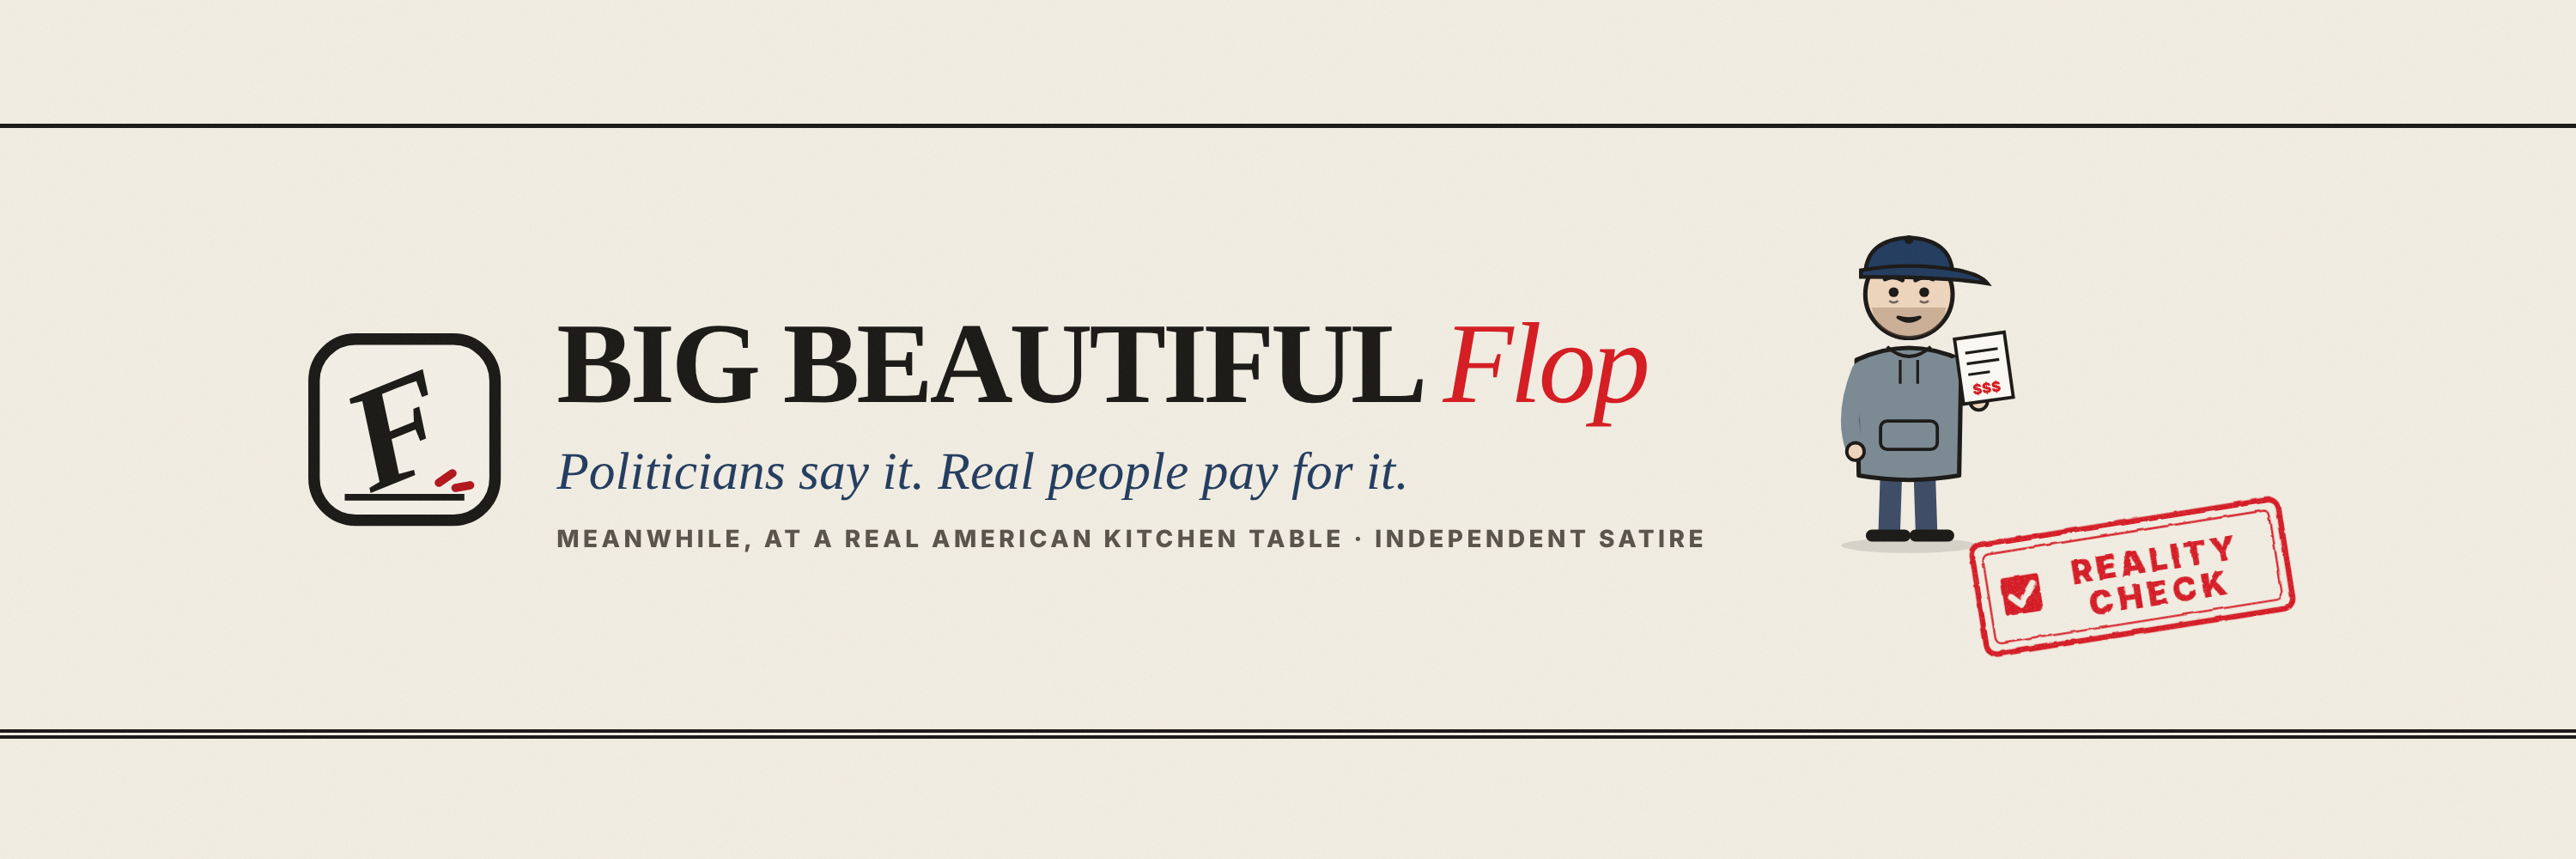 F
BIG BEAUTIFUL Flop
Politicians say it. Real people pay for it.
MEANWHILE, AT A REAL AMERICAN KITCHEN TABLE · INDEPENDENT SATIRE
$$$
REALITY
CHECK